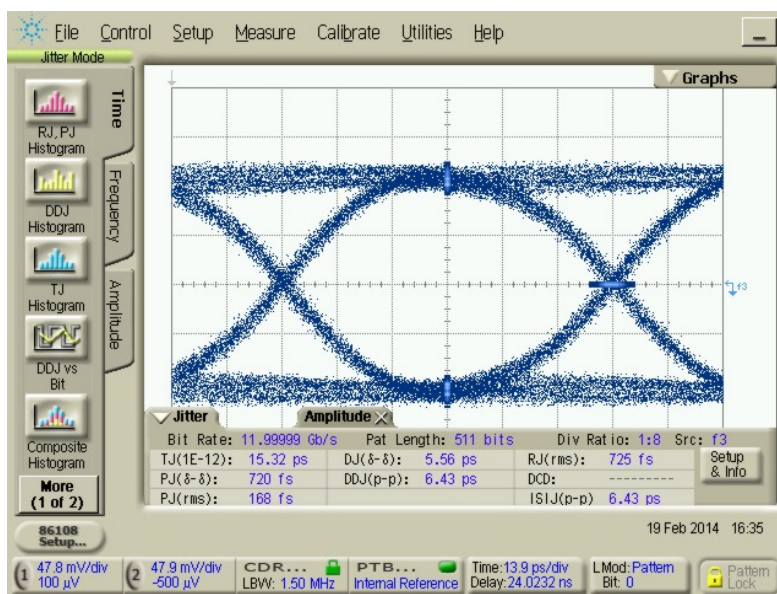 File Control Setup Measure Calibrate Utilities Help
Jitter Mode
Graphs
RJ, PJ
Histogram
DDJ
Histogram
TJ
Histogram
DDJ vs
Bit
Composite
Histogram
More
(1 of 2)
Time
Frequency
Amplitude
f3
Jitter Amplitude
Bit Rate: 11.99999 Gb/s Pat Length: 511 bits Div Ratio: 1:8 Src: f3
TJ(1E-12): 15.32 ps DJ(δ-δ): 5.56 ps RJ(rms): 725 fs
PJ(δ-δ): 720 fs DDJ(p-p): 6.43 ps DCD: ---------
PJ(rms): 168 fs ISIJ(p-p) 6.43 ps
Setup
& Info
86108
Setup...
19 Feb 2014 16:35
1 47.8 mV/div
100 µV
2 47.9 mV/div
-500 µV
CDR...
LBW: 1.50 MHz
PTB...
Internal Reference
Time:13.9 ps/div
Delay:24.0232 ns
LMod:Pattern
Bit: 0
Pattern
Lock